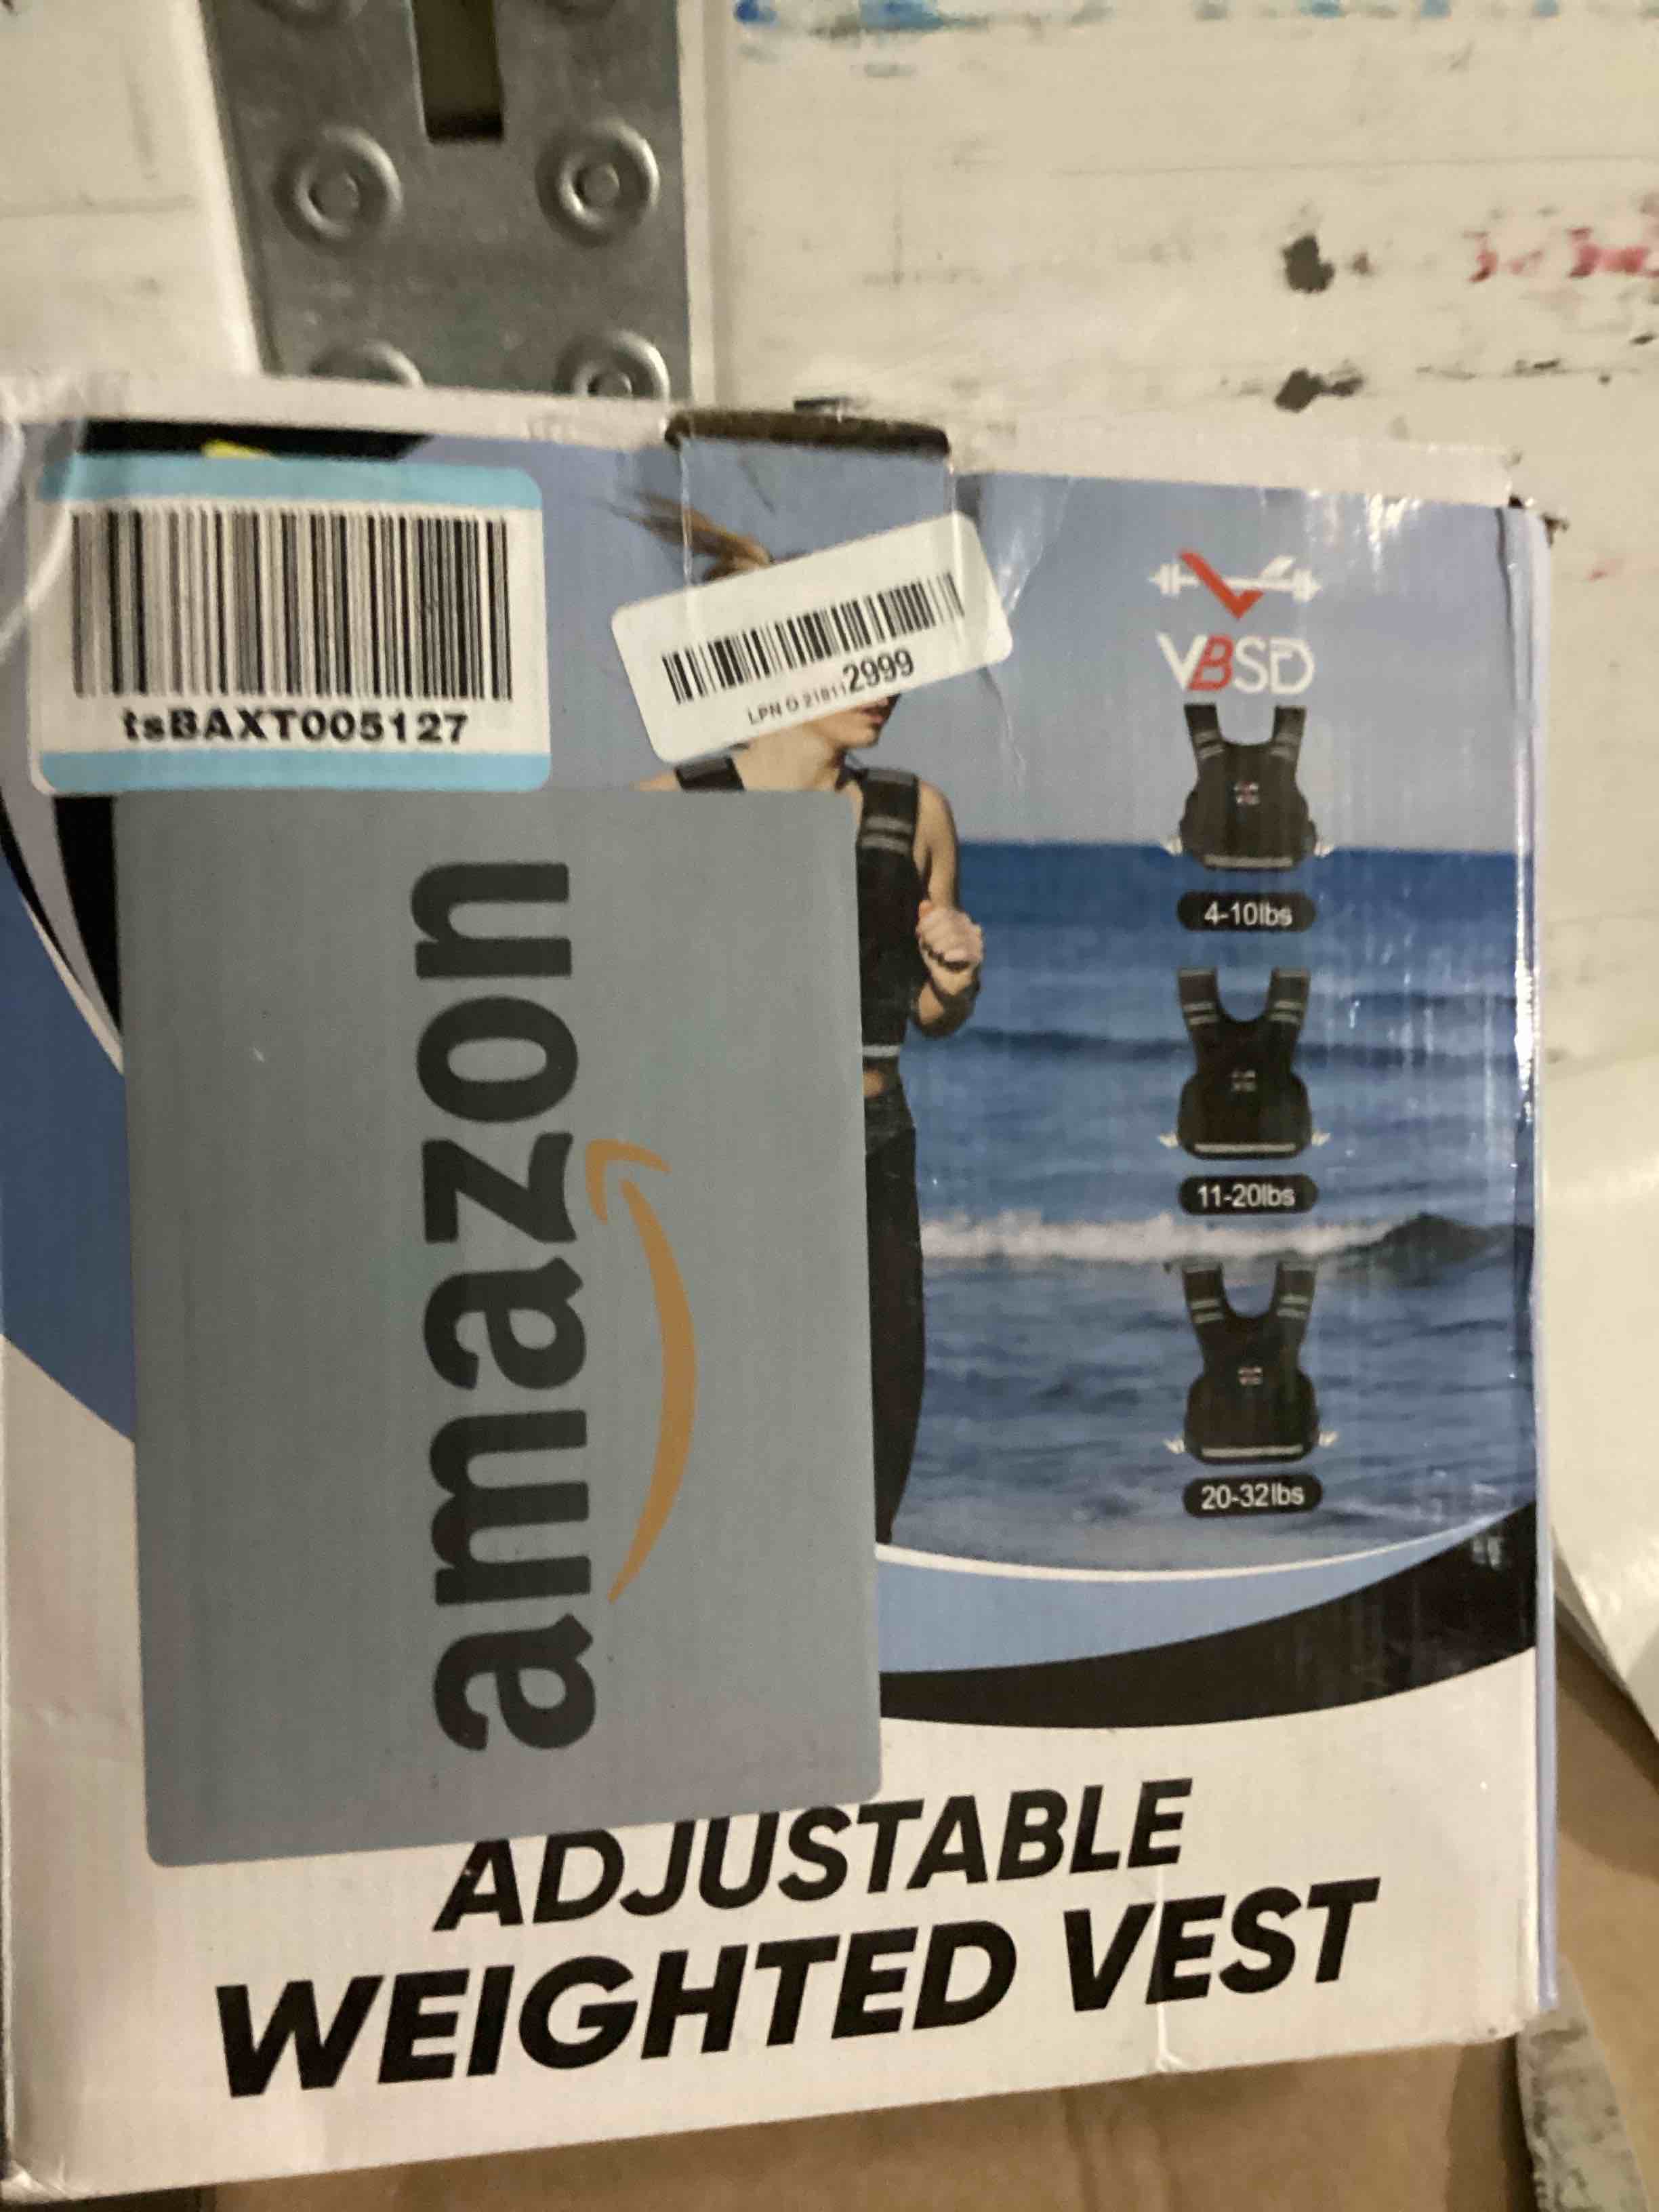 tsBAXT005127
2999
VBSD
4-10lbs
11-20lbs
20-32lbs
amazon
ADJUSTABLE
WEIGHTED VEST